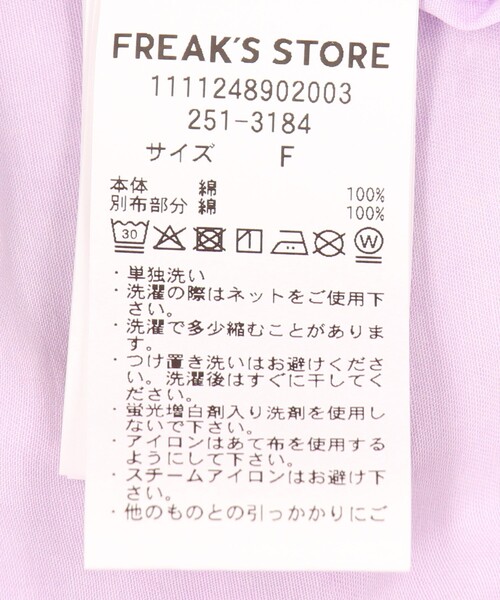 FREAK'S STORE
1111248902003
251-3184
サイズ F
本体 綿 100%
別布部分 綿 100%
30 W
・単独洗い
・洗濯の際はネットをご使用下
さい。
・洗濯で多少縮むことがありま
す。
・つけ置き洗いはお避けくださ
い。洗濯後はすぐに干してく
ださい。
・蛍光増白剤入り洗剤を使用し
ないで下さい。
・アイロンはあて布を使用する
ようにして下さい。
・スチームアイロンはお避け下
さい。
・他のものとの引っかかりにご